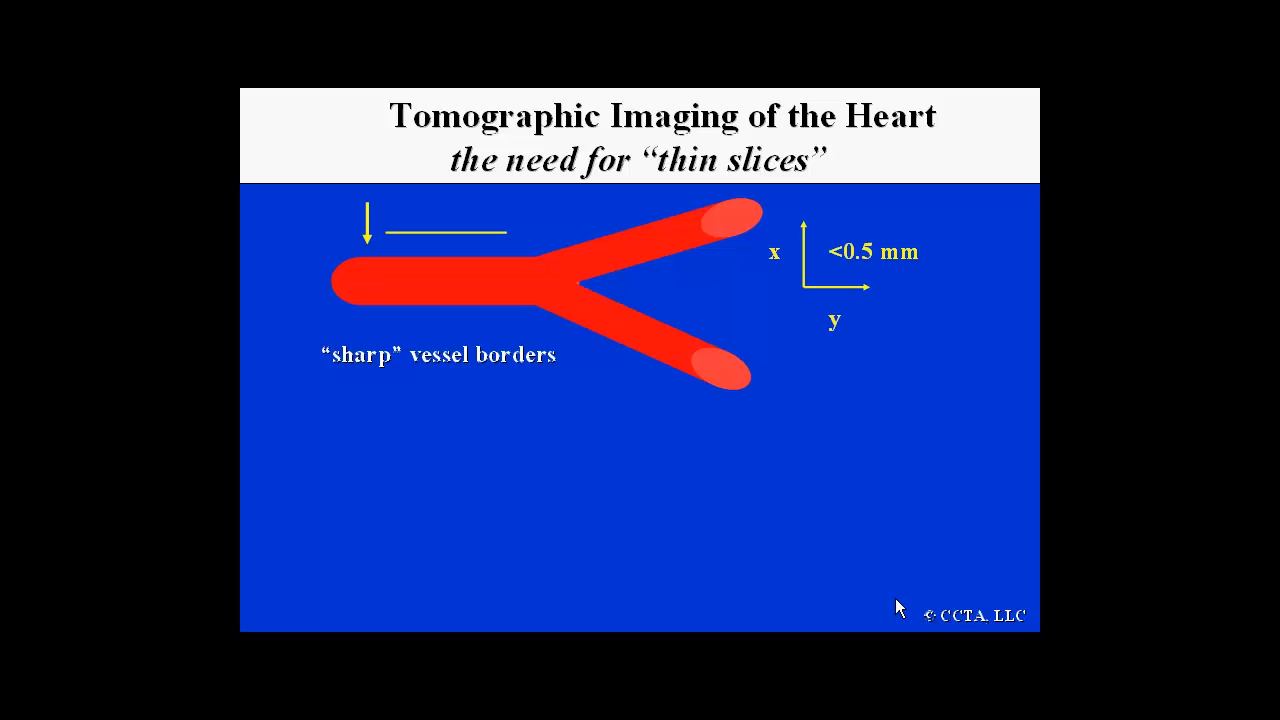 Tomographic Imaging of the Heart
the need for “thin slices”
x
<0.5 mm
y
“sharp” vessel borders
© CCTA, LLC